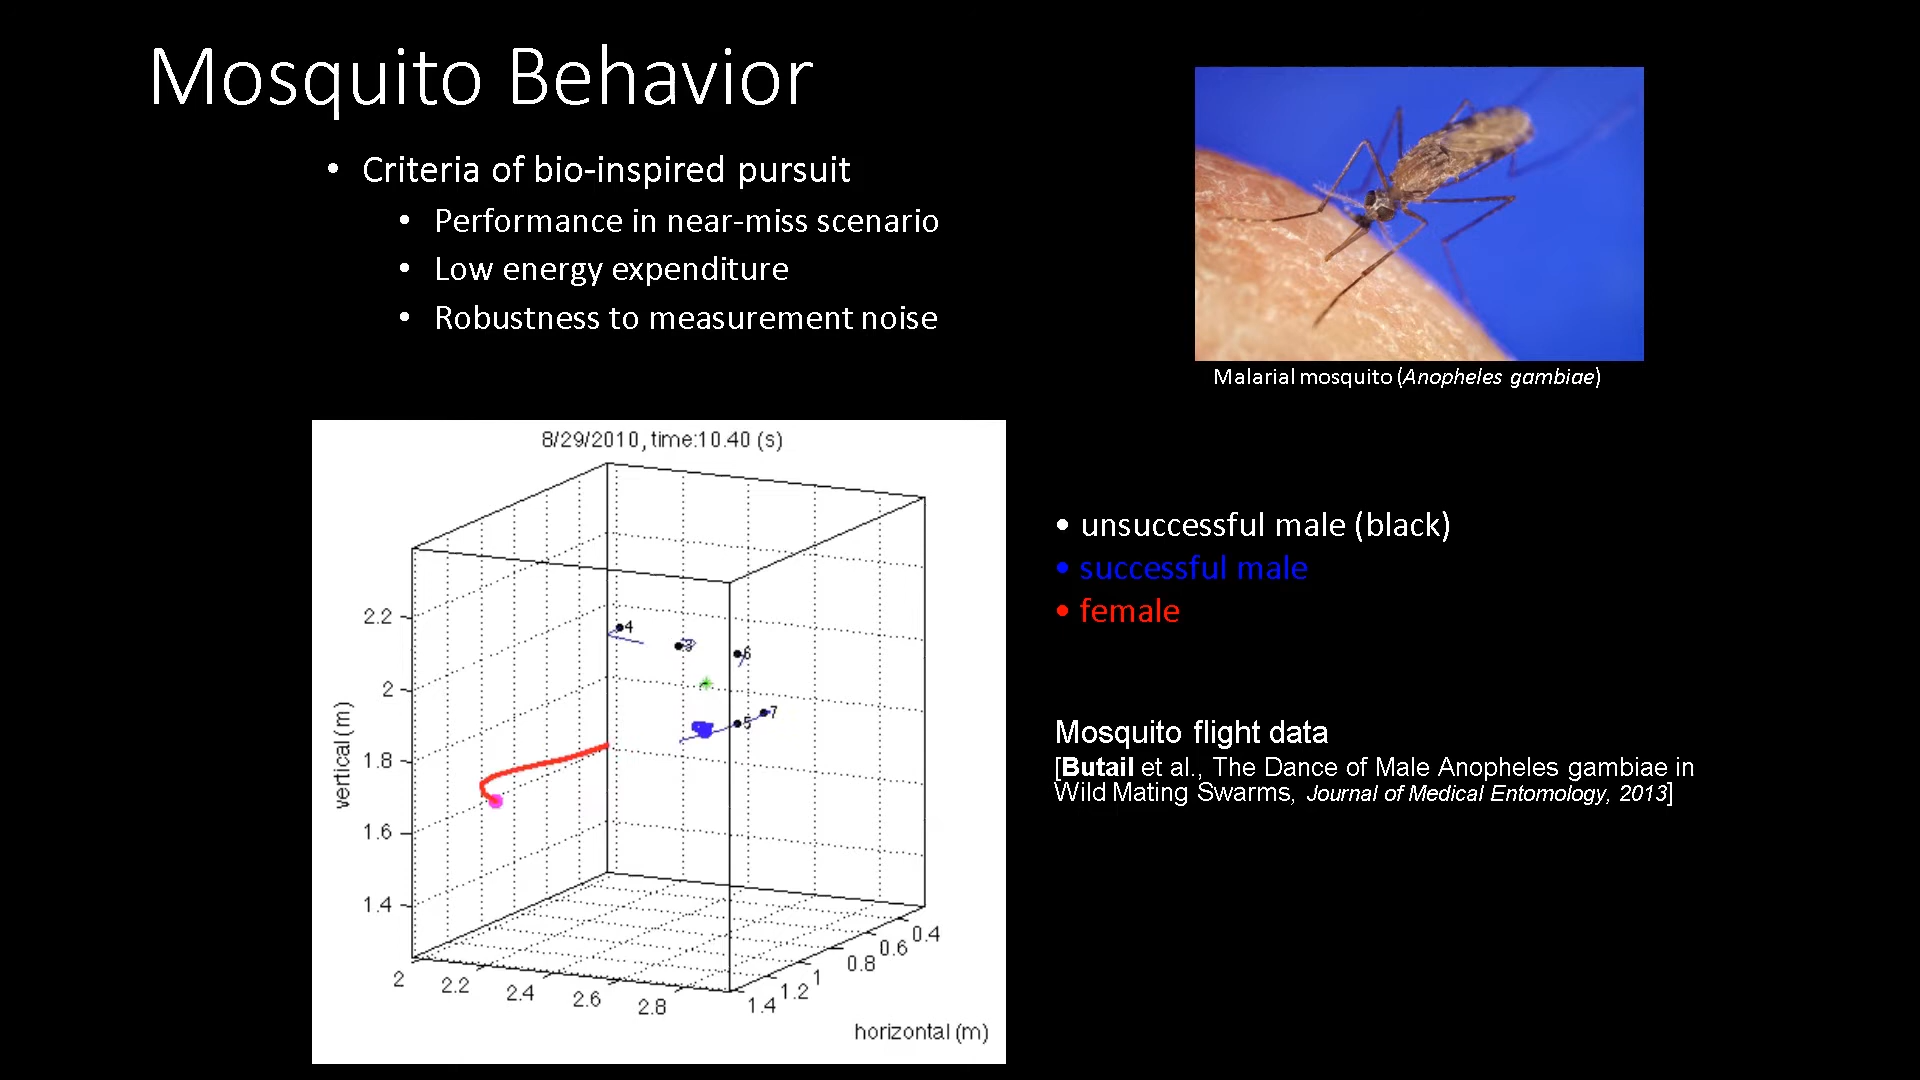 Mosquito Behavior
• Criteria of bio-inspired pursuit
• Performance in near-miss scenario
• Low energy expenditure
• Robustness to measurement noise
Malarial mosquito (Anopheles gambiae)
8/29/2010, time:10.40 (s)
2.2
2
1.8
1.6
1.4
vertical (m)
4
3
6
5
7
2
2.2
2.4
2.6
2.8
1.4
1.2
1
0.8
0.6
0.4
horizontal (m)
• unsuccessful male (black)
• successful male
• female
Mosquito flight data
[Butail et al., The Dance of Male Anopheles gambiae in
Wild Mating Swarms, Journal of Medical Entomology, 2013]